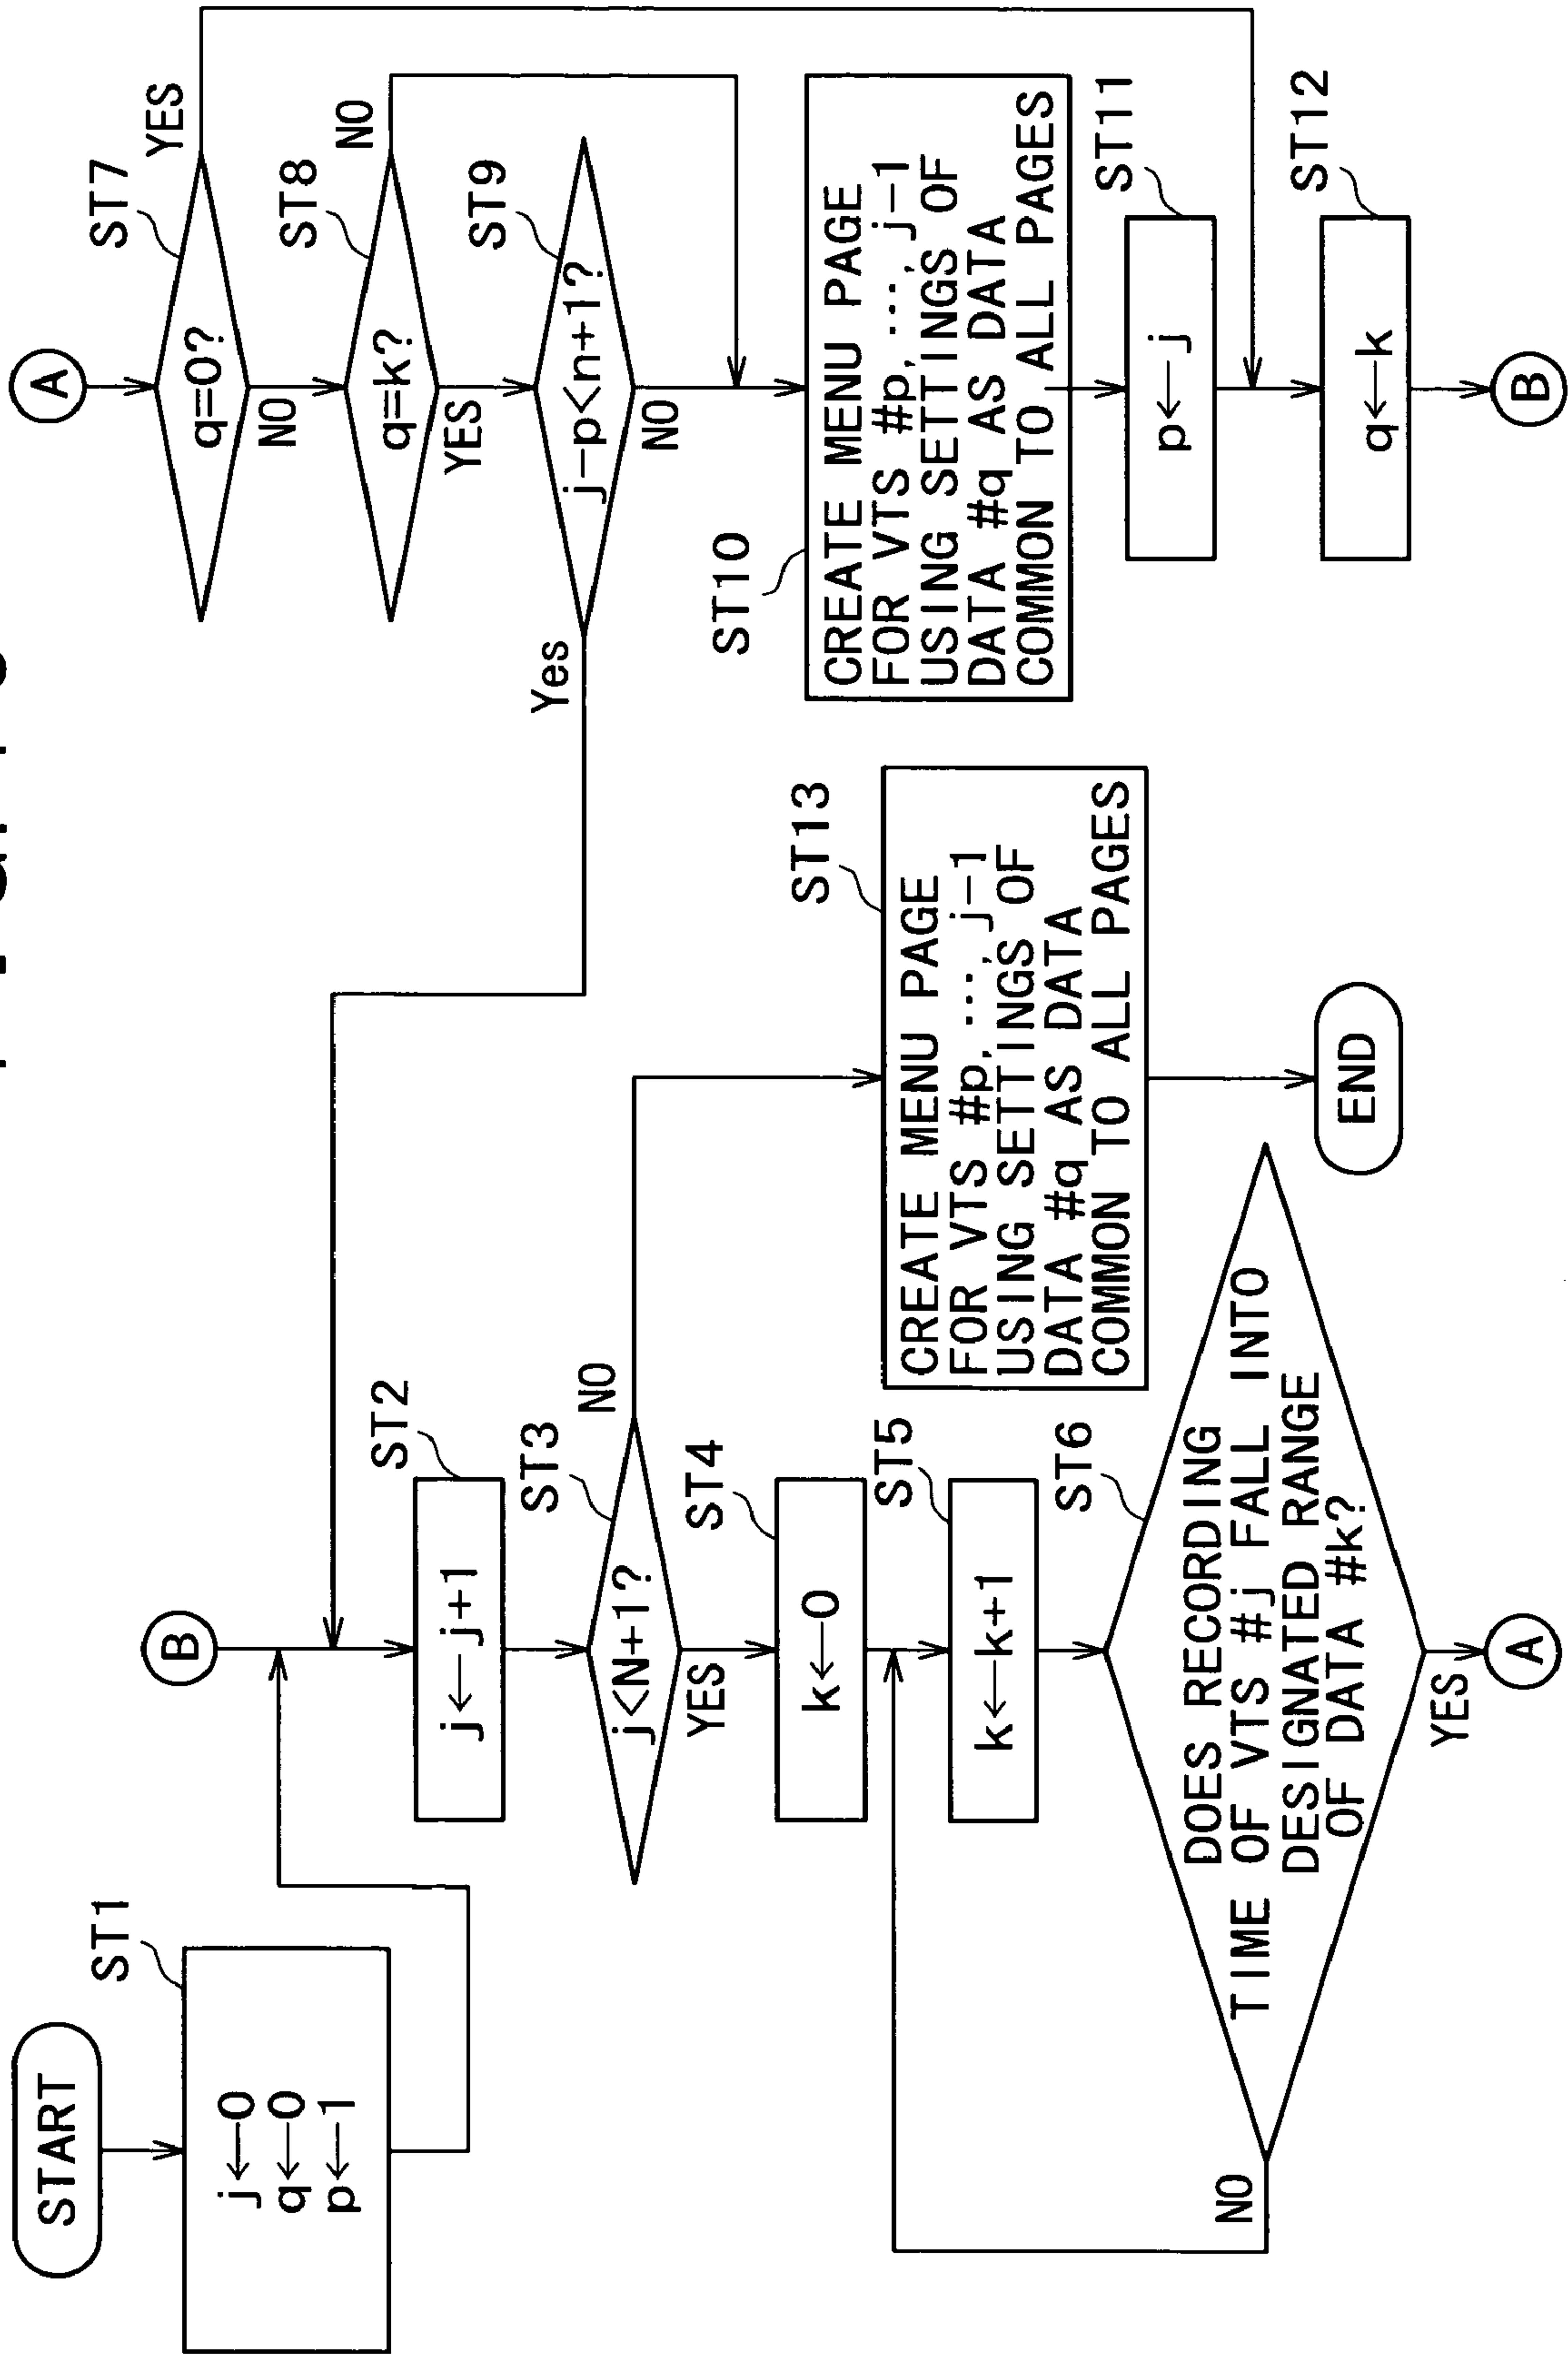 START
ST1
j←0
q←0
p←1
B
ST2
j←j+1
ST3
j<N+1?
NO
YES
ST4
k←0
ST5
k←k+1
ST6
DOES RECORDING
TIME OF VTS #j FALL INTO
DESIGNATED RANGE
OF DATA #k?
NO
YES
A
ST13
CREATE MENU PAGE
FOR VTS #p, ···, j-1
USING SETTINGS OF
DATA #q AS DATA
COMMON TO ALL PAGES
END
A
ST7
q=0?
YES
NO
ST8
q=k?
NO
YES
ST9
j-p<n+1?
Yes
NO
ST10
CREATE MENU PAGE
FOR VTS #p, ···, j-1
USING SETTINGS OF
DATA #q AS DATA
COMMON TO ALL PAGES
ST11
p←j
ST12
q←k
B